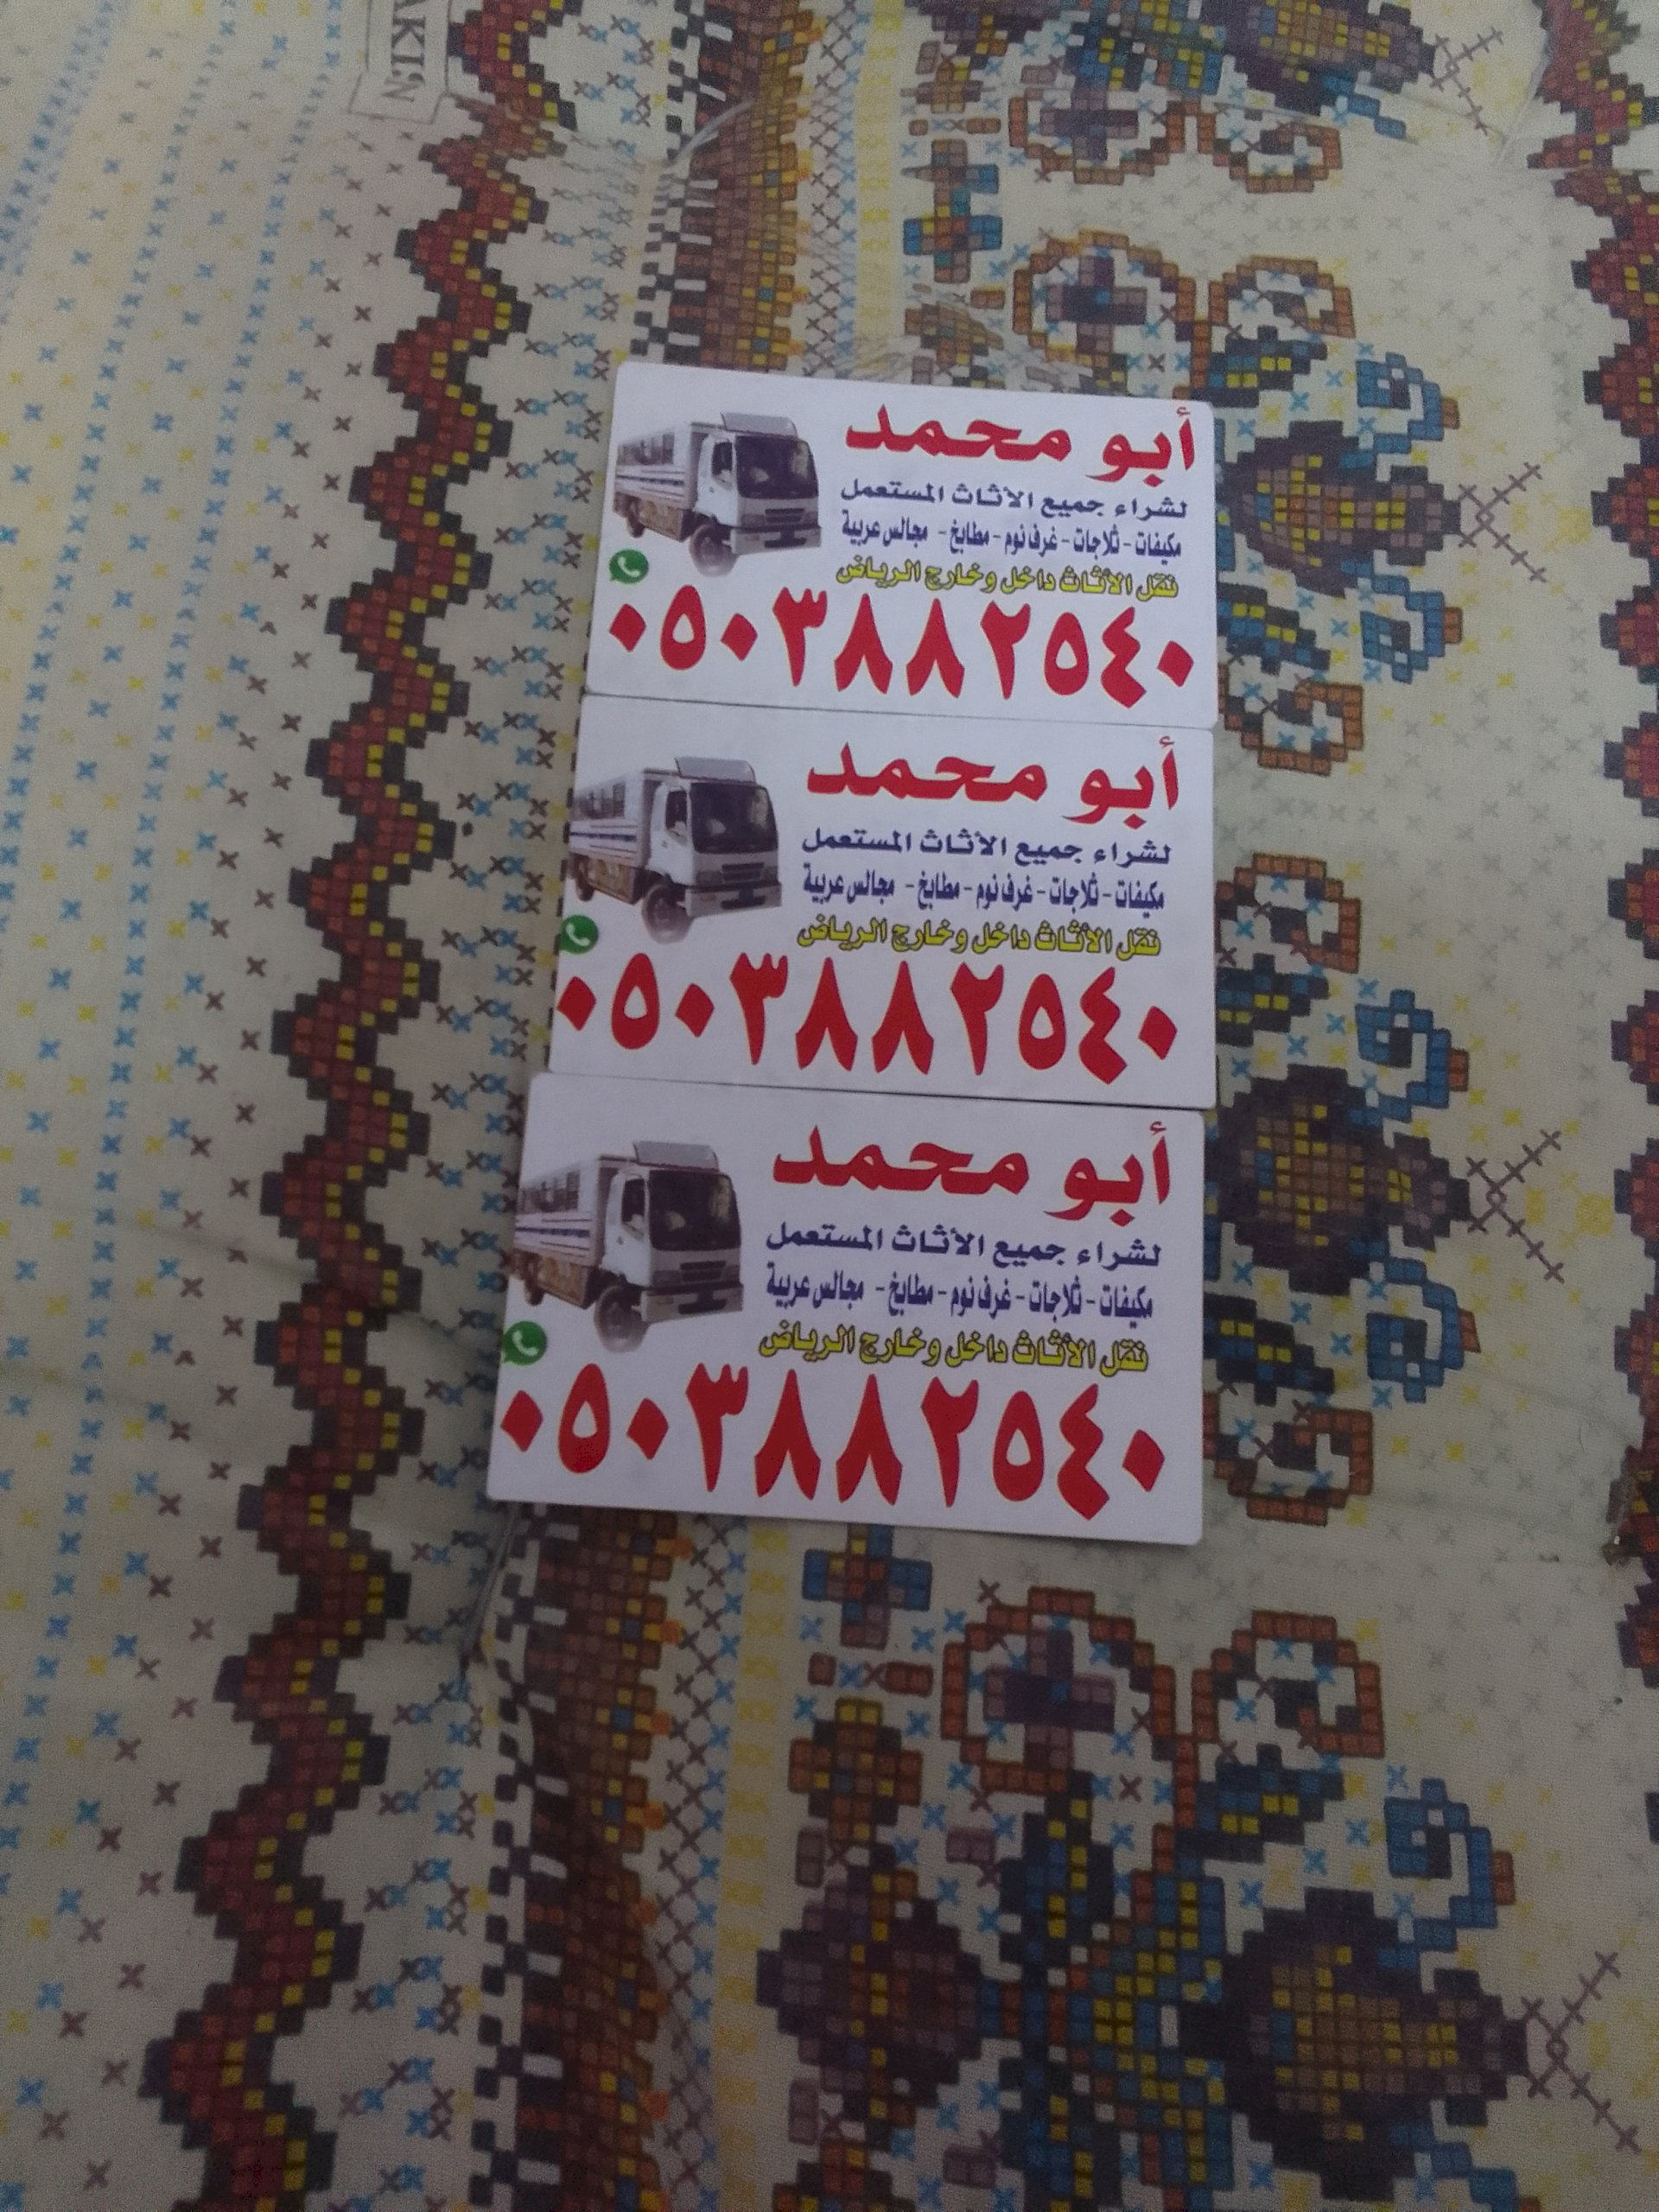 أبو محمد
لشراء جميع الأثاث المستعمل
مكيفات - ثلاجات - غرف نوم - مطابخ - مجالس عربية
نقل الأثاث داخل وخارج الرياض
٠٥٠٣٨٨٢٥٤٠
أبو محمد
لشراء جميع الأثاث المستعمل
مكيفات - ثلاجات - غرف نوم - مطابخ - مجالس عربية
نقل الأثاث داخل وخارج الرياض
٠٥٠٣٨٨٢٥٤٠
أبو محمد
لشراء جميع الأثاث المستعمل
مكيفات - ثلاجات - غرف نوم - مطابخ - مجالس عربية
نقل الأثاث داخل وخارج الرياض
٠٥٠٣٨٨٢٥٤٠